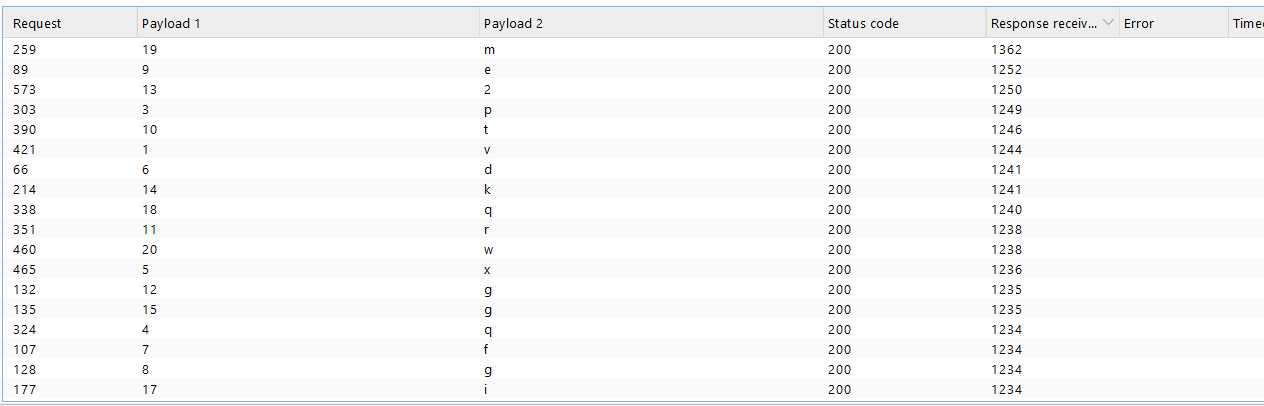 Request Payload 1 Payload 2 Status code Response receiv... Error Time
259 19 m 200 1362
89 9 e 200 1252
573 13 2 200 1250
303 3 p 200 1249
390 10 t 200 1246
421 1 v 200 1244
66 6 d 200 1241
214 14 k 200 1241
338 18 q 200 1240
351 11 r 200 1238
460 20 w 200 1238
465 5 x 200 1236
132 12 g 200 1235
135 15 g 200 1235
324 4 q 200 1234
107 7 f 200 1234
128 8 g 200 1234
177 17 i 200 1234